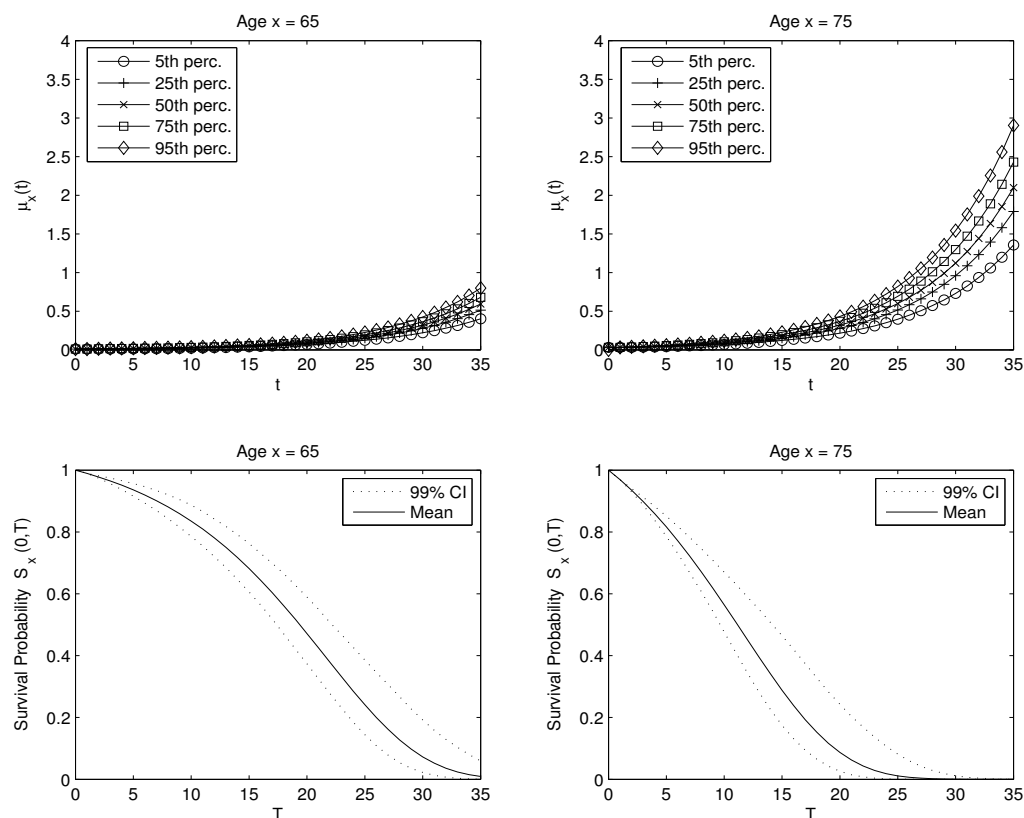 Age x = 65
4
3.5
3
2.5
2
1.5
1
0.5
0
μx(t)
5th perc.
25th perc.
50th perc.
75th perc.
95th perc.
0 5 10 15 20 25 30 35
t
Age x = 75
4
3.5
3
2.5
2
1.5
1
0.5
0
μx(t)
5th perc.
25th perc.
50th perc.
75th perc.
95th perc.
0 5 10 15 20 25 30 35
t
Age x = 65
1
0.8
0.6
0.4
0.2
0
Survival Probability Sx(0,T)
99% CI
Mean
0 5 10 15 20 25 30 35
T
Age x = 75
1
0.8
0.6
0.4
0.2
0
Survival Probability Sx(0,T)
99% CI
Mean
0 5 10 15 20 25 30 35
T